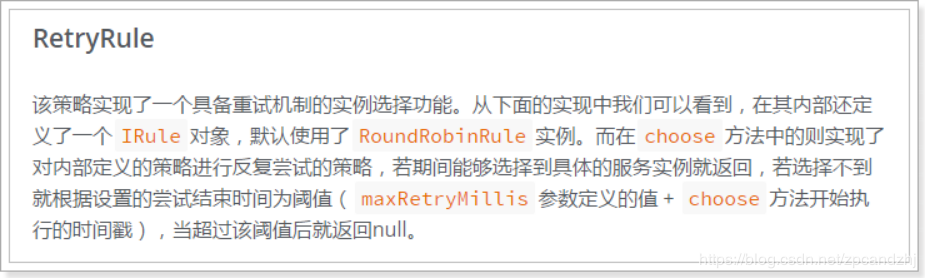 RetryRule
该策略实现了一个具备重试机制的实例选择功能。从下面的实现中我们可以看到，在其内部还定
义了一个 IRule 对象，默认使用了 RoundRobinRule 实例。而在 choose 方法中的则实现了
对内部定义的策略进行反复尝试的策略，若期间能够选择到具体的服务实例就返回，若选择不到
就根据设置的尝试结束时间为阈值（ maxRetryMillis 参数定义的值 + choose 方法开始执
行的时间戳），当超过该阈值后就返回null。
https://blog.csdn.net/zpcandzhj